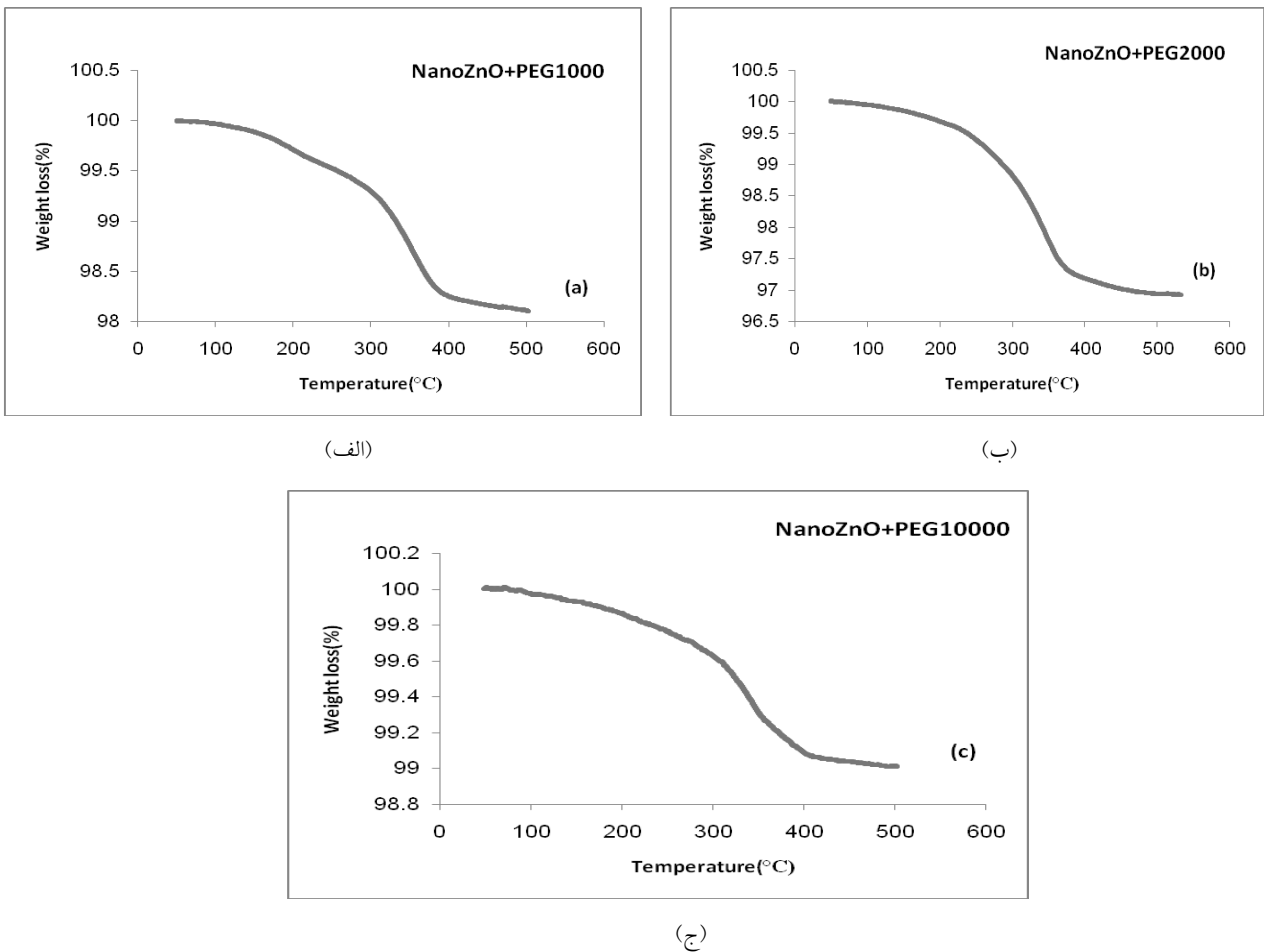 NanoZnO+PEG1000
100.5
100
99.5
99
98.5
98
Weight loss(%)
(a)
0 100 200 300 400 500 600
Temperature(°C)
(الف)
NanoZnO+PEG2000
100.5
100
99.5
99
98.5
98
97.5
97
96.5
Weight loss(%)
(b)
0 100 200 300 400 500 600
Temperature(°C)
(ب)
NanoZnO+PEG10000
100.2
100
99.8
99.6
99.4
99.2
99
98.8
Weight loss(%)
(c)
0 100 200 300 400 500 600
Temperature(°C)
(ج)